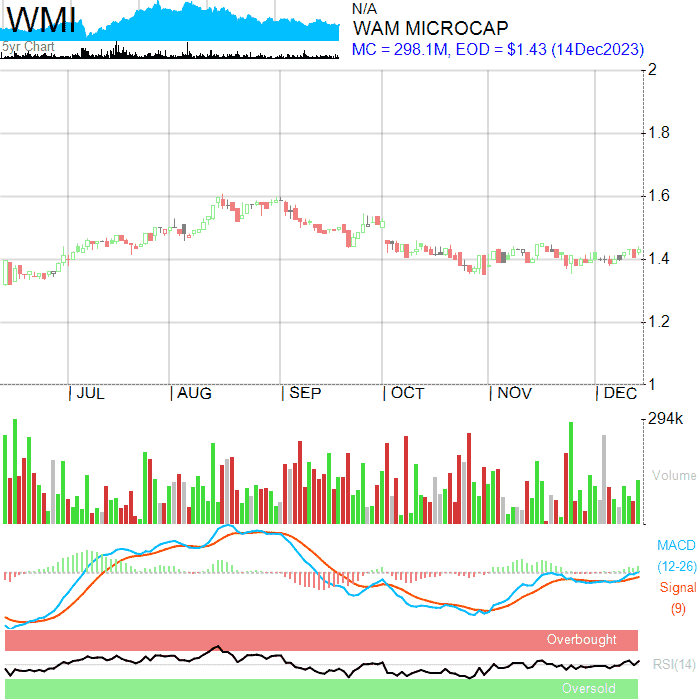 WMI
5yr Chart
N/A
WAM MICROCAP
MC = 298.1M, EOD = $1.43 (14Dec2023)
2
1.8
1.6
1.4
1.2
1
JUL
AUG
SEP
OCT
NOV
DEC
294k
Volume
MACD
(12-26)
Signal
(9)
Overbought
RSI(14)
Oversold